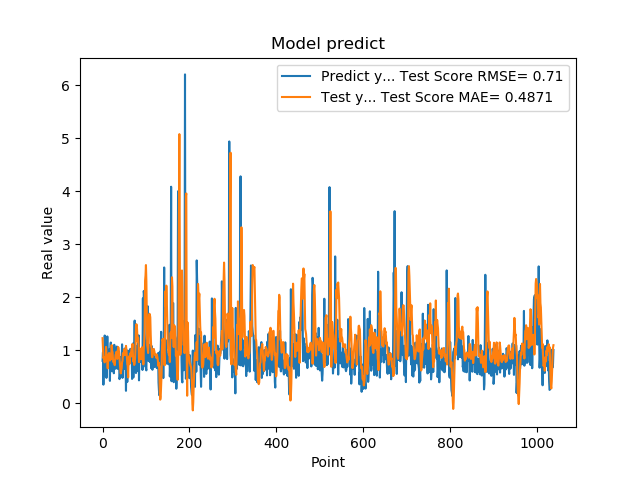 Model predict
Predict y... Test Score RMSE= 0.71
Test y... Test Score MAE= 0.4871
Real value
6
5
4
3
2
1
0
0 200 400 600 800 1000
Point